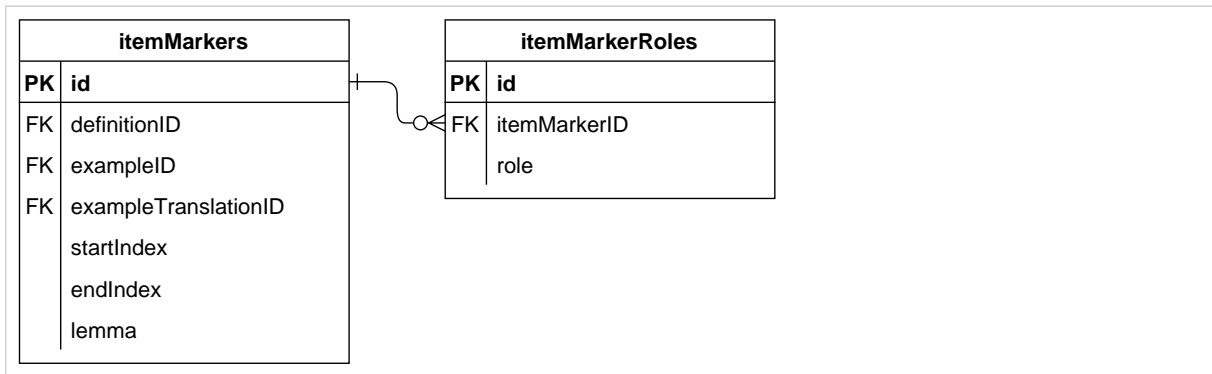 itemMarkers
PK id
FK definitionID
FK exampleID
FK exampleTranslationID
startIndex
endIndex
lemma
itemMarkerRoles
PK id
FK itemMarkerID
role